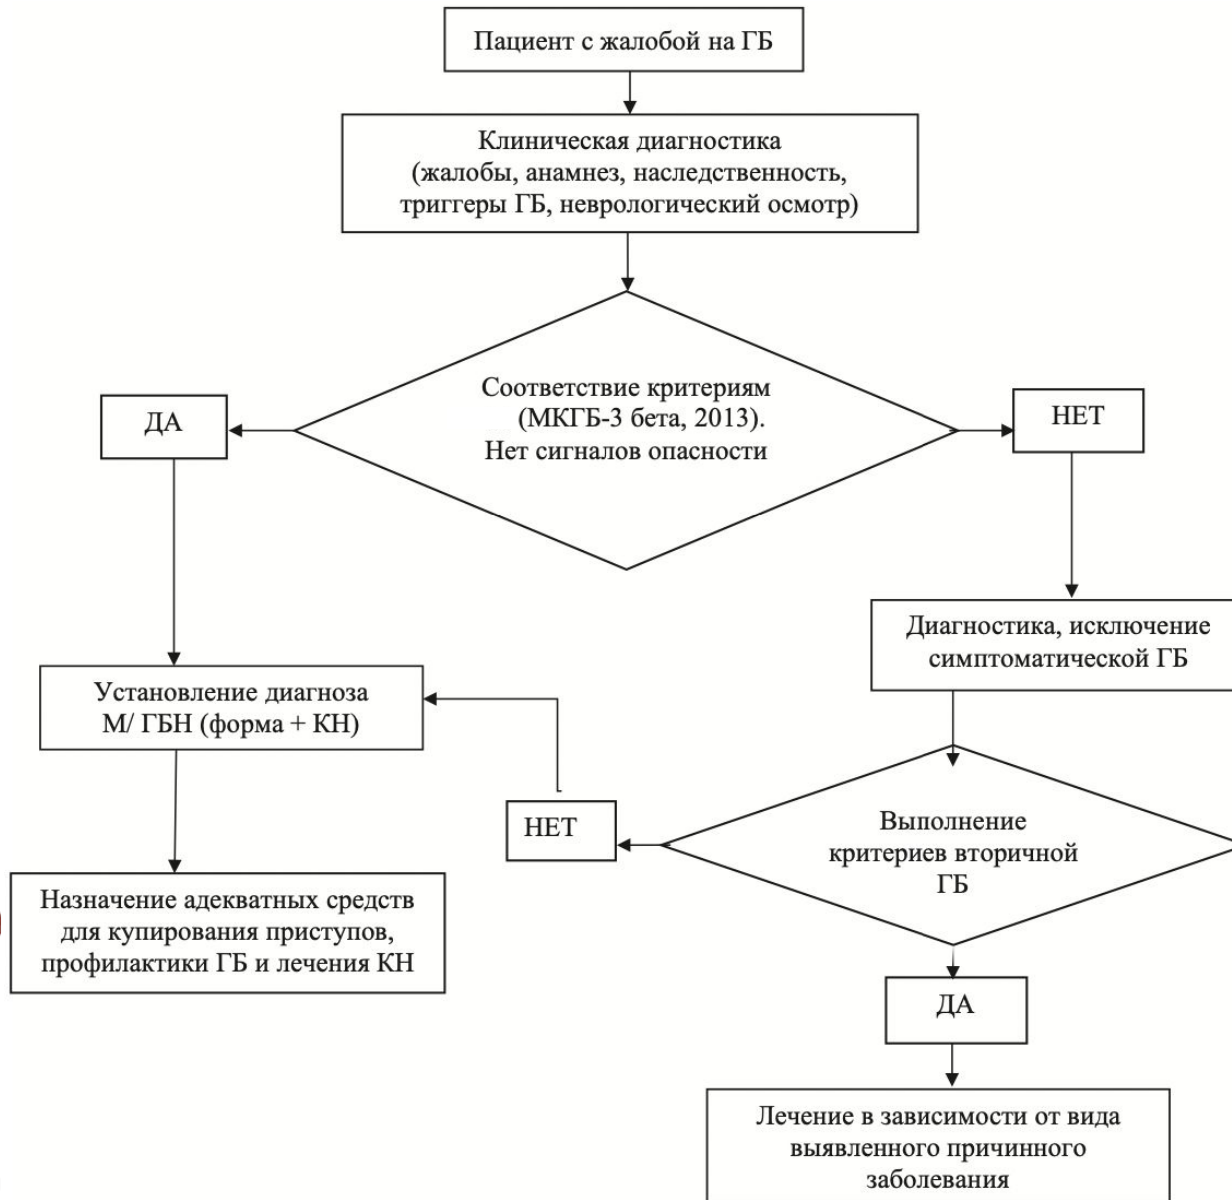 Пациент с жалобой на ГБ
Клиническая диагностика
(жалобы, анамнез, наследственность,
триггеры ГБ, неврологический осмотр)
Соответствие критериям
(МКГБ-3 бета, 2013).
Нет сигналов опасности
ДА
НЕТ
Диагностика, исключение
симптоматической ГБ
Установление диагноза
М/ ГБН (форма + КН)
НЕТ
Выполнение
критериев вторичной
ГБ
Назначение адекватных средств
для купирования приступов,
профилактики ГБ и лечения КН
ДА
Лечение в зависимости от вида
выявленного причинного
заболевания